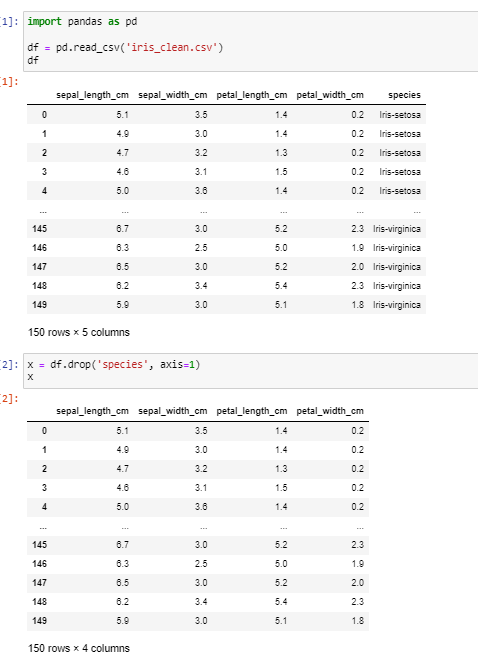 [1]: import pandas as pd
df = pd.read_csv('iris_clean.csv')
df
[1]:
sepal_length_cm sepal_width_cm petal_length_cm petal_width_cm species
0 5.1 3.5 1.4 0.2 Iris-setosa
1 4.9 3.0 1.4 0.2 Iris-setosa
2 4.7 3.2 1.3 0.2 Iris-setosa
3 4.6 3.1 1.5 0.2 Iris-setosa
4 5.0 3.6 1.4 0.2 Iris-setosa
... ... ... ... ... ...
145 6.7 3.0 5.2 2.3 Iris-virginica
146 6.3 2.5 5.0 1.9 Iris-virginica
147 6.5 3.0 5.2 2.0 Iris-virginica
148 6.2 3.4 5.4 2.3 Iris-virginica
149 5.9 3.0 5.1 1.8 Iris-virginica
150 rows × 5 columns
[2]: x = df.drop('species', axis=1)
x
[2]:
sepal_length_cm sepal_width_cm petal_length_cm petal_width_cm
0 5.1 3.5 1.4 0.2
1 4.9 3.0 1.4 0.2
2 4.7 3.2 1.3 0.2
3 4.6 3.1 1.5 0.2
4 5.0 3.6 1.4 0.2
... ... ... ... ...
145 6.7 3.0 5.2 2.3
146 6.3 2.5 5.0 1.9
147 6.5 3.0 5.2 2.0
148 6.2 3.4 5.4 2.3
149 5.9 3.0 5.1 1.8
150 rows × 4 columns